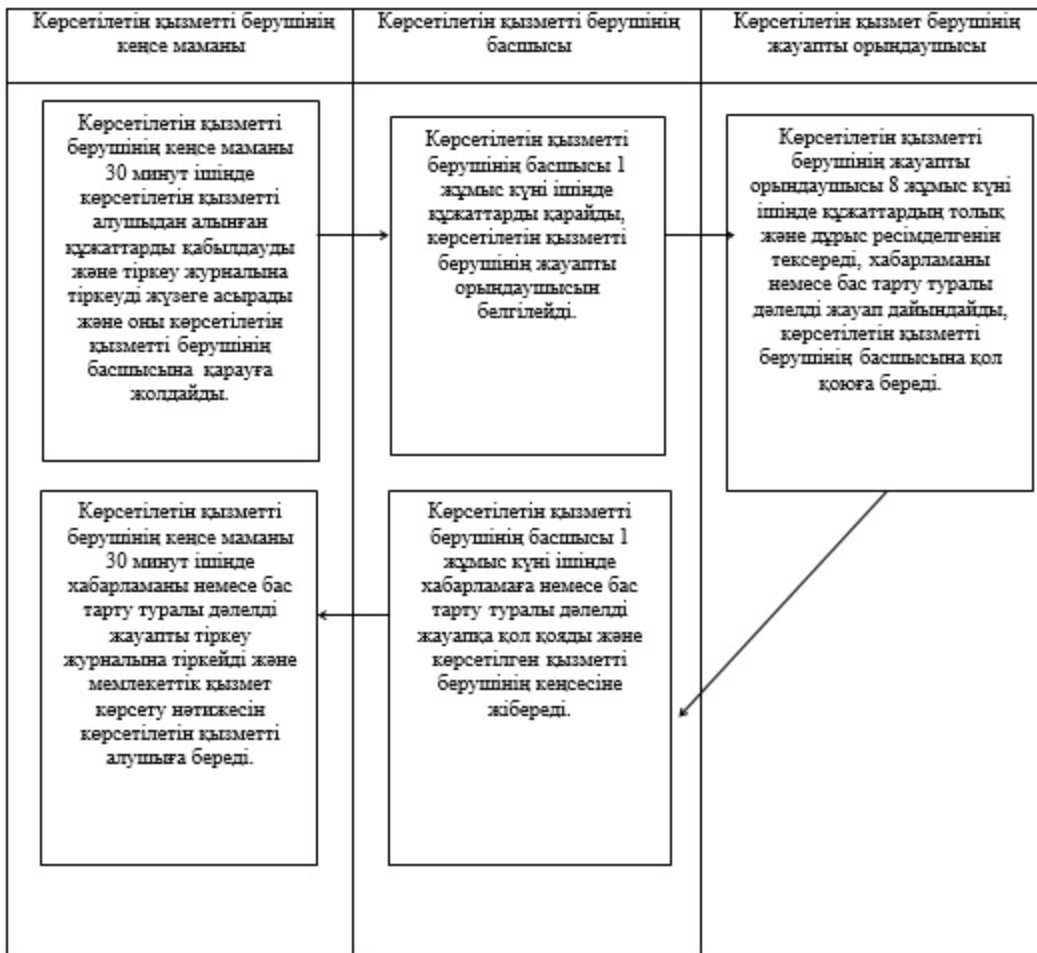 Көрсетілетін қызметті берушінің
кеңсе маманы
Көрсетілетін қызметті берушінің
басшысы
Көрсетілетін қызмет берушінің
жауапты орындаушысы
Көрсетілетін қызметті
берушінің кеңсе маманы
30 минут ішінде
көрсетілетін қызметті
алушыдан алынған
құжаттарды қабылдауды
және тіркеу журналына
тіркеуді жүзеге асырады
және оны көрсетілетін
қызметті берушінің
басшысына қарауға
жолдайды.
Көрсетілетін қызметті
берушінің басшысы 1
жұмыс күні ішінде
құжаттарды қарайды,
көрсетілетін қызметті
берушінің жауапты
орындаушысын
белгілейді.
Көрсетілетін қызметті
берушінің жауапты
орындаушысы 8 жұмыс күні
ішінде құжаттардың толық
және дұрыс ресімделгенін
тексереді, хабарламаны
немесе бас тарту туралы
дәлелді жауап дайындайды,
көрсетілетін қызметті
берушінің басшысына қол
қоюға береді.
Көрсетілетін қызметті
берушінің кеңсе маманы
30 минут ішінде
хабарламаны немесе бас
тарту туралы дәлелді
жауапты тіркеу
журналына тіркейді және
мемлекеттік қызмет
көрсету нәтижесін
көрсетілетін қызметті
алушыға береді.
Көрсетілетін қызметті
берушінің басшысы 1
жұмыс күні ішінде
хабарламаға немесе бас
тарту туралы дәлелді
жауапқа қол қояды және
көрсетілген қызметті
берушінің кеңсесіне
жібереді.